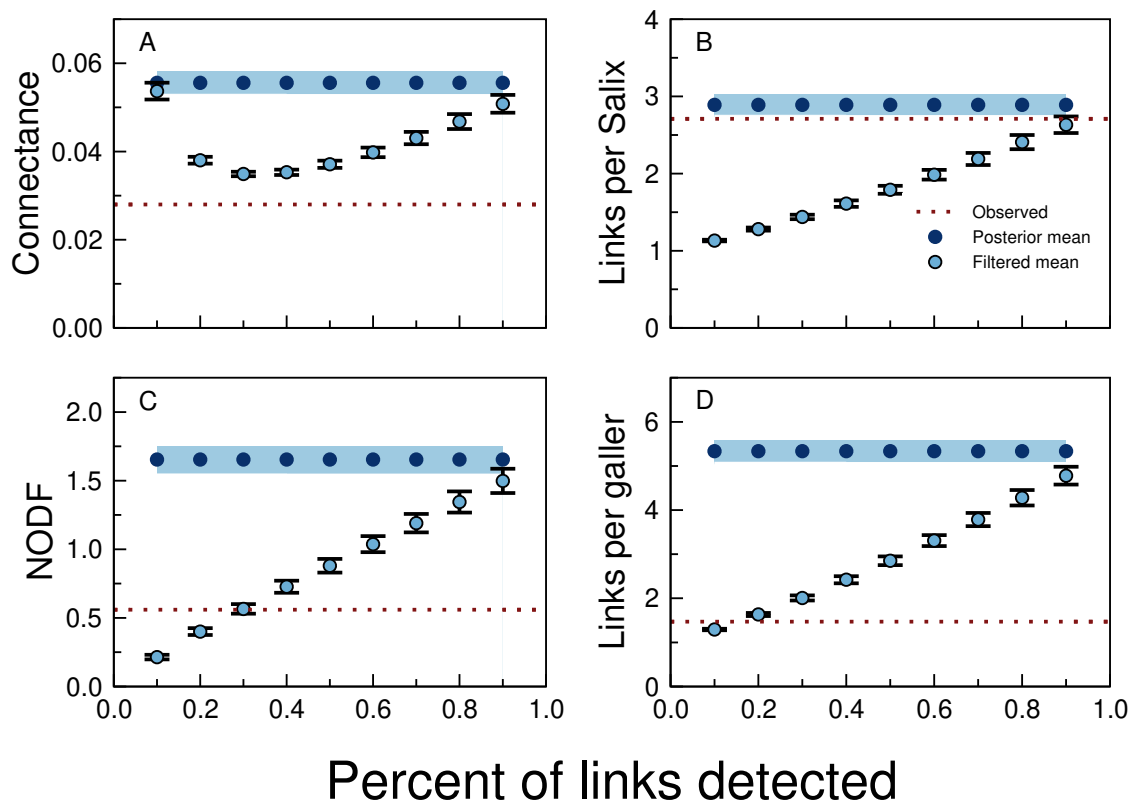 A
Connectance
0.06
0.04
0.02
0.00
B
Links per Salix
4
3
2
1
0
Observed
Posterior mean
Filtered mean
C
NODF
2.0
1.5
1.0
0.5
0.0
0.0 0.2 0.4 0.6 0.8 1.0
D
Links per galler
6
4
2
0
0.0 0.2 0.4 0.6 0.8 1.0
Percent of links detected